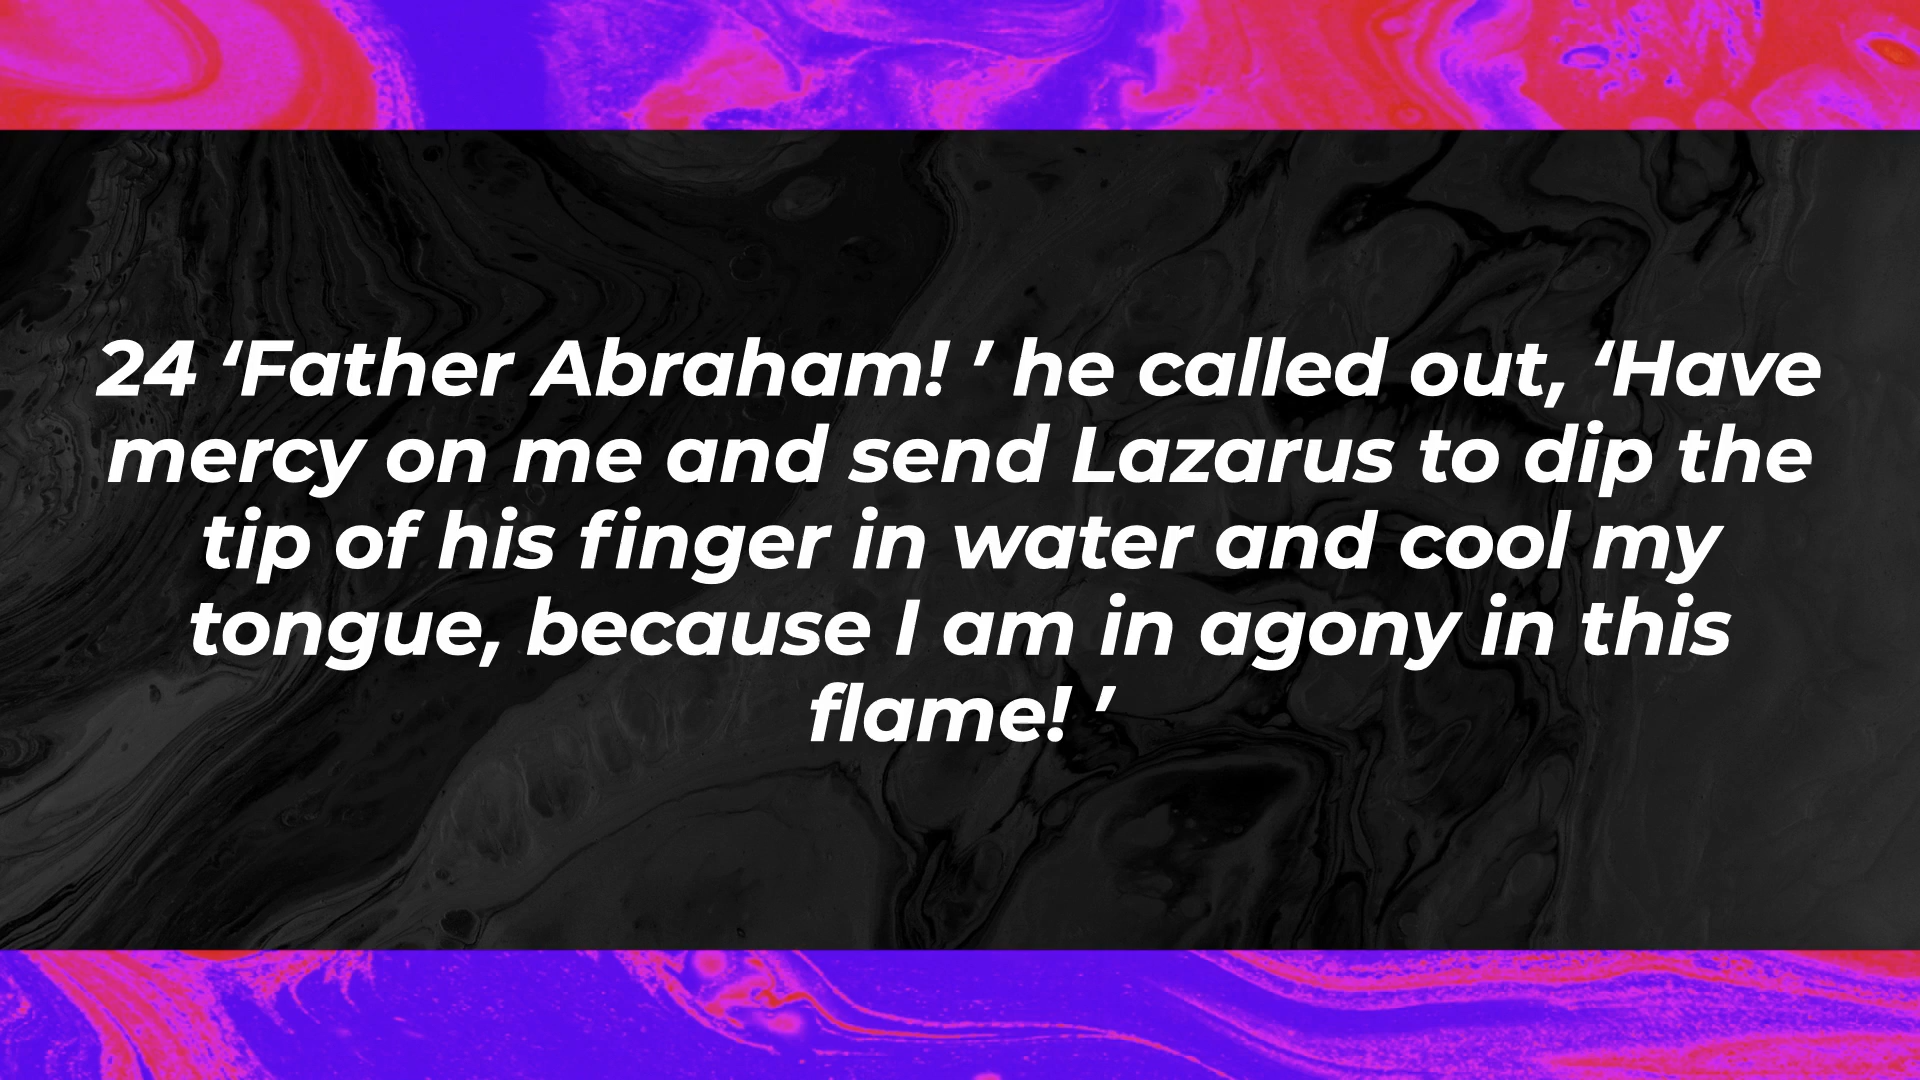 24 ‘Father Abraham! ’ he called out, ‘Have
mercy on me and send Lazarus to dip the
tip of his finger in water and cool my
tongue, because I am in agony in this
flame! ’